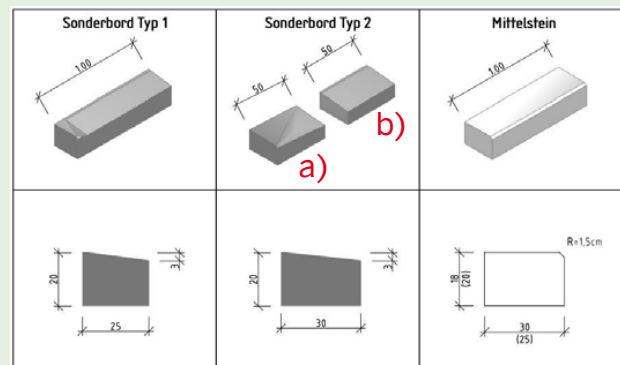 Sonderbord Typ 1
Sonderbord Typ 2
Mittelstein
100
50
50
100
a)
b)
20
3
25
20
3
30
R=1,5cm
18
(20)
30
(25)